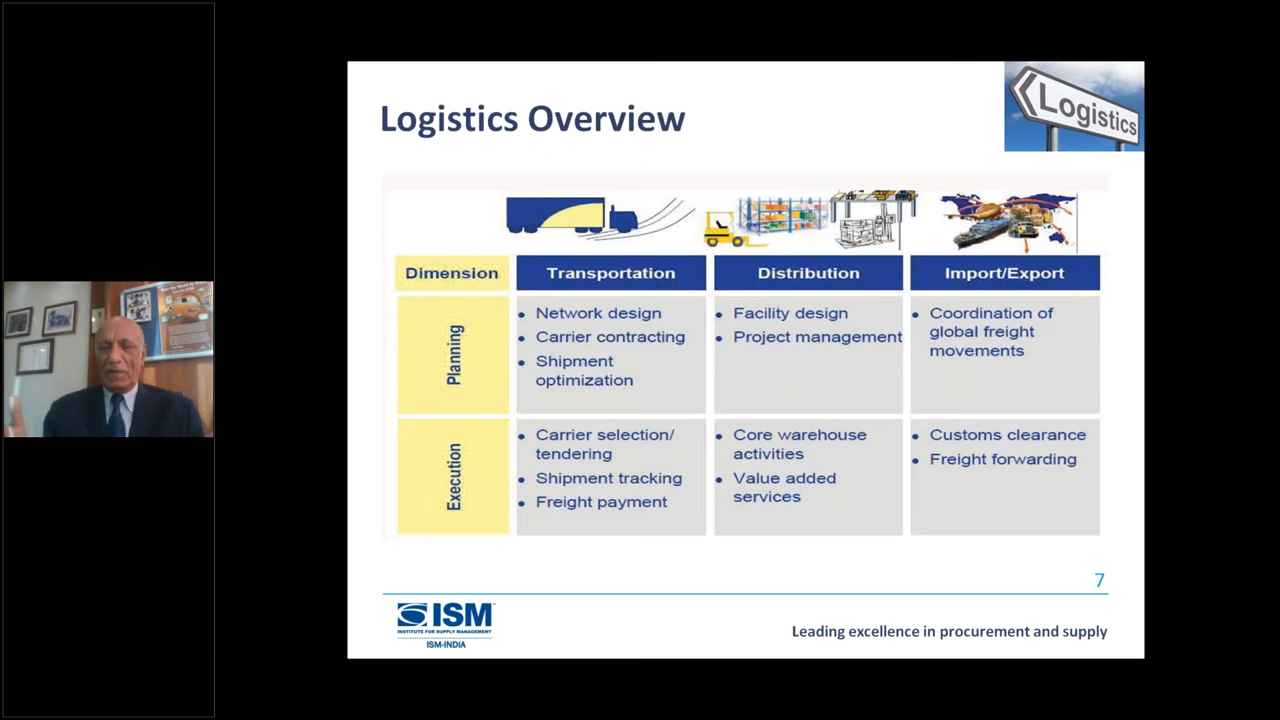 Logistics Overview
Logistics
Dimension
Transportation
Distribution
Import/Export
Planning
• Network design
• Carrier contracting
• Shipment
optimization
• Facility design
• Project management
• Coordination of
global freight
movements
Execution
• Carrier selection/
tendering
• Shipment tracking
• Freight payment
• Core warehouse
activities
• Value added
services
• Customs clearance
• Freight forwarding
7
ISM
INSTITUTE FOR SUPPLY MANAGEMENT
ISM-INDIA
Leading excellence in procurement and supply